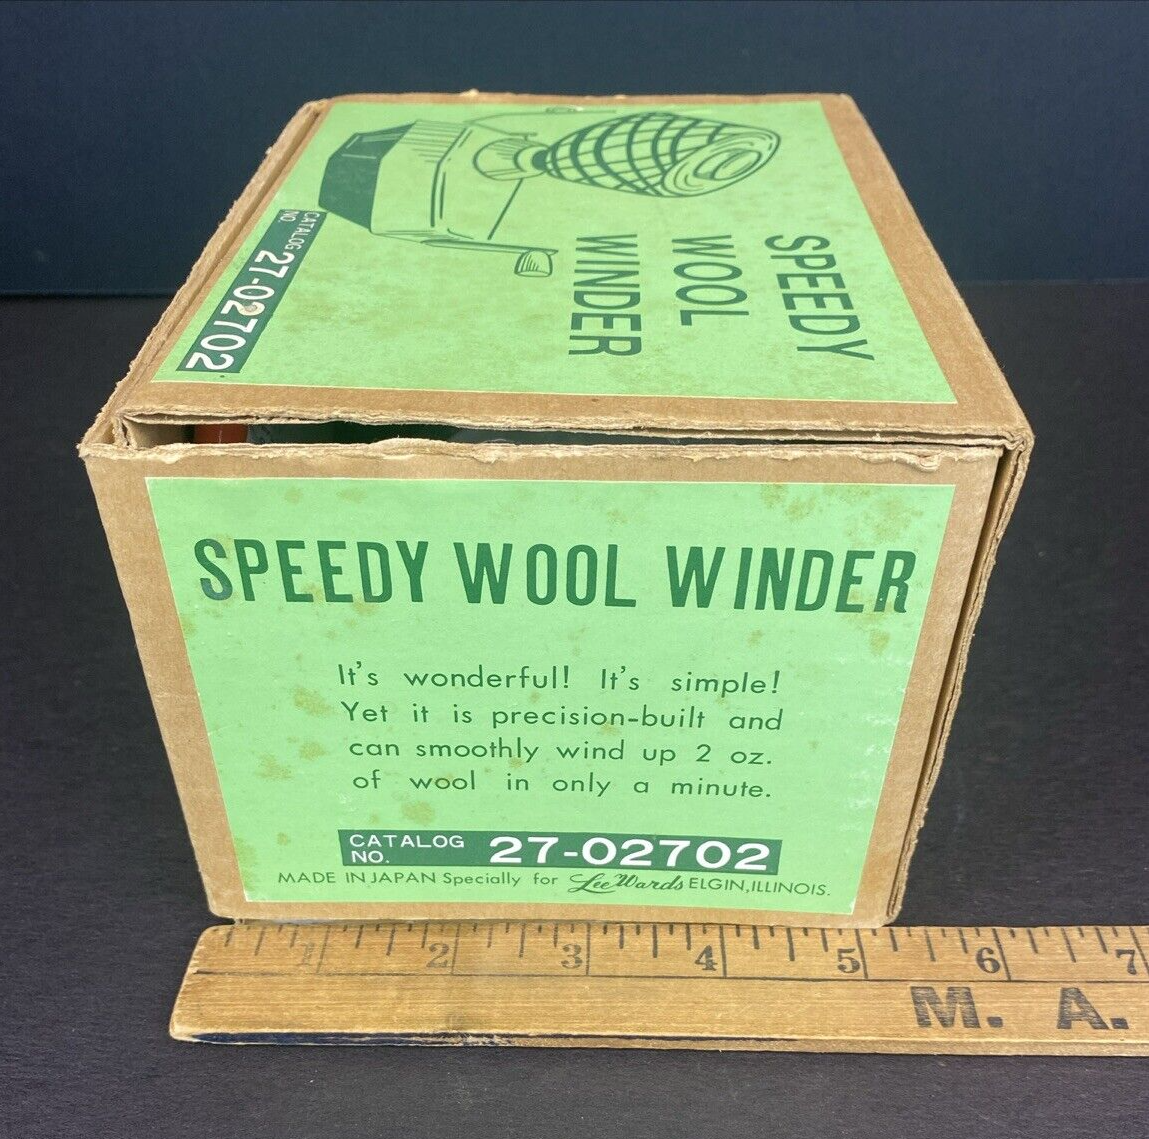 SPEEDY
WOOL
WINDER
CATALOG
NO
27-02702
SPEEDY WOOL WINDER
It's wonderful! It's simple!
Yet it is precision-built and
can smoothly wind up 2 oz.
of wool in only a minute.
CATALOG
NO.
27-02702
MADE IN JAPAN Specially for LeeWards ELGIN, ILLINOIS.
1 2 3 4 5 6 7
M. A.